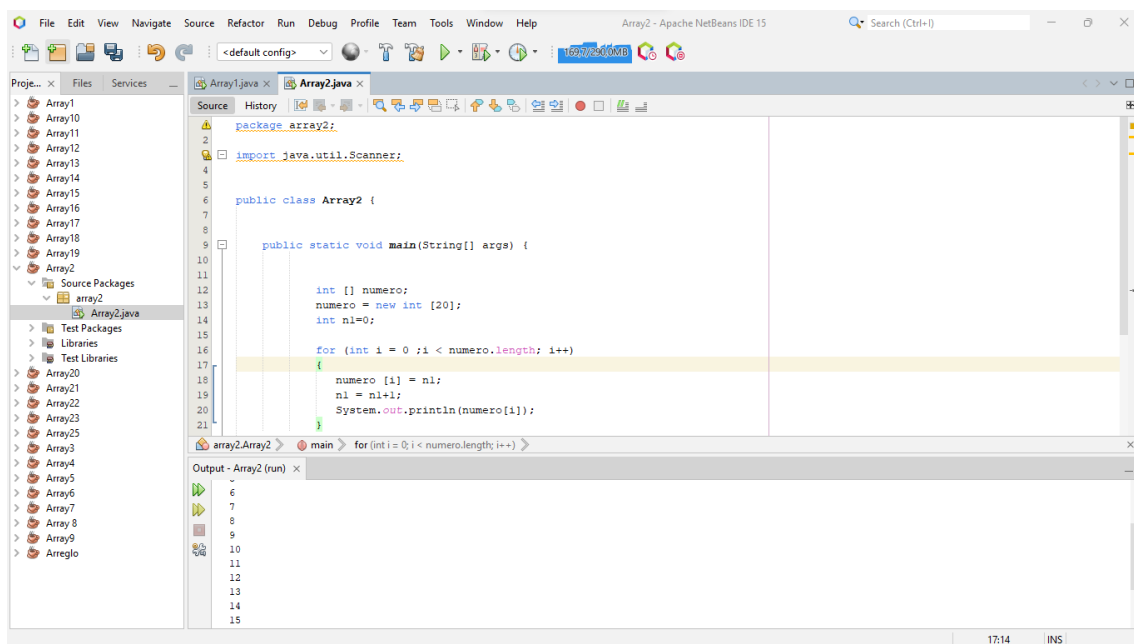 File Edit View Navigate Source Refactor Run Debug Profile Team Tools Window Help Array2 - Apache NetBeans IDE 15 Search (Ctrl+I)
<default config> 169,7/290,0MB
Proje... Files Services Array1.java Array2.java
Source History
Array1
Array10
Array11
Array12
Array13
Array14
Array15
Array16
Array17
Array18
Array19
Array2
Source Packages
array2
Array2.java
Test Packages
Libraries
Test Libraries
Array20
Array21
Array22
Array23
Array25
Array3
Array4
Array5
Array6
Array7
Array 8
Array9
Arreglo
package array2;
2
import java.util.Scanner;
4
5
6 public class Array2 {
7
8
9 public static void main(String[] args) {
10
11
12 int [] numero;
13 numero = new int [20];
14 int n1=0;
15
16 for (int i = 0 ;i < numero.length; i++)
17 {
18 numero [i] = n1;
19 n1 = n1+1;
20 System.out.println(numero[i]);
21 }
array2.Array2 main for (int i = 0; i < numero.length; i++)
Output - Array2 (run)
6
7
8
9
10
11
12
13
14
15
17:14 INS